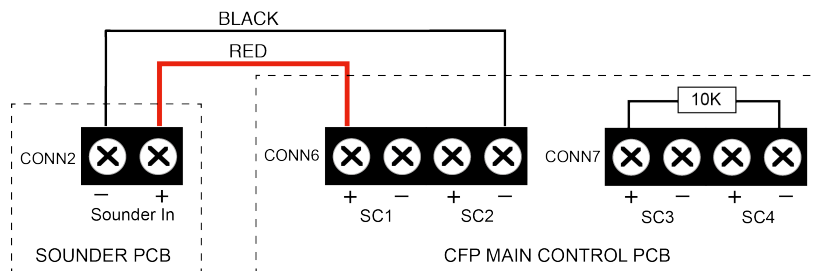 BLACK
RED
10K
CONN2
CONN6
CONN7
− +
+ − + −
+ − + −
Sounder In
SC1 SC2
SC3 SC4
SOUNDER PCB
CFP MAIN CONTROL PCB